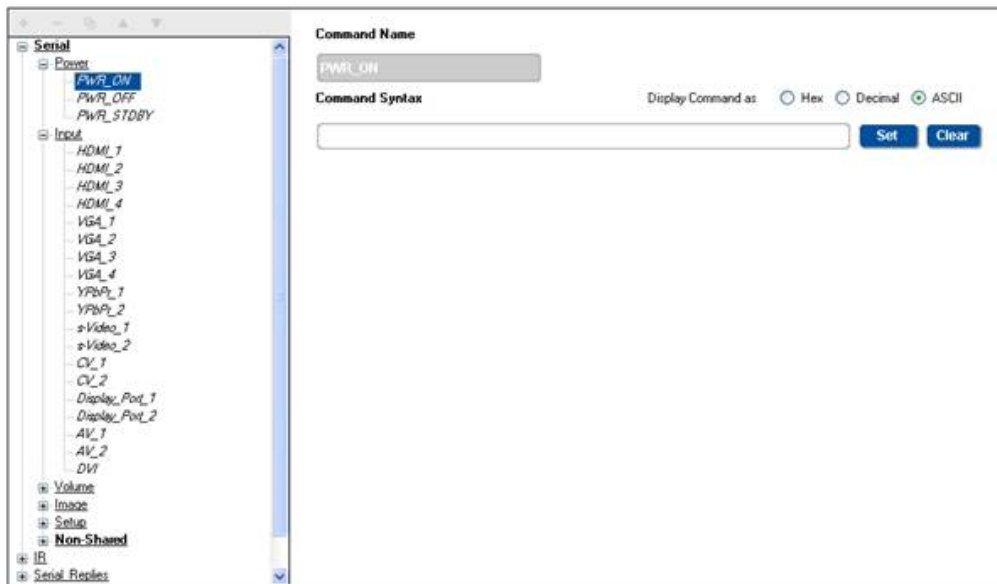 Serial
Power
PWR_ON
PWR_OFF
PWR_STDBY
Input
HDMI_1
HDMI_2
HDMI_3
HDMI_4
VGA_1
VGA_2
VGA_3
VGA_4
YPbPr_1
YPbPr_2
s-Video_1
s-Video_2
CV_1
CV_2
Display_Port_1
Display_Port_2
AV_1
AV_2
DVI
Volume
Image
Setup
Non-Shared
IR
Serial Replies
Command Name
PWR_ON
Command Syntax Display Command as Hex Decimal ASCII
Set Clear